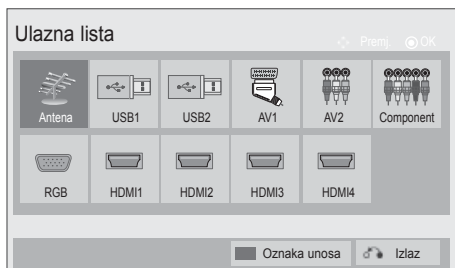 Ulazna lista
Premj. OK
Antena USB1 USB2 AV1 AV2 Component
RGB HDMI1 HDMI2 HDMI3 HDMI4
Oznaka unosa Izlaz